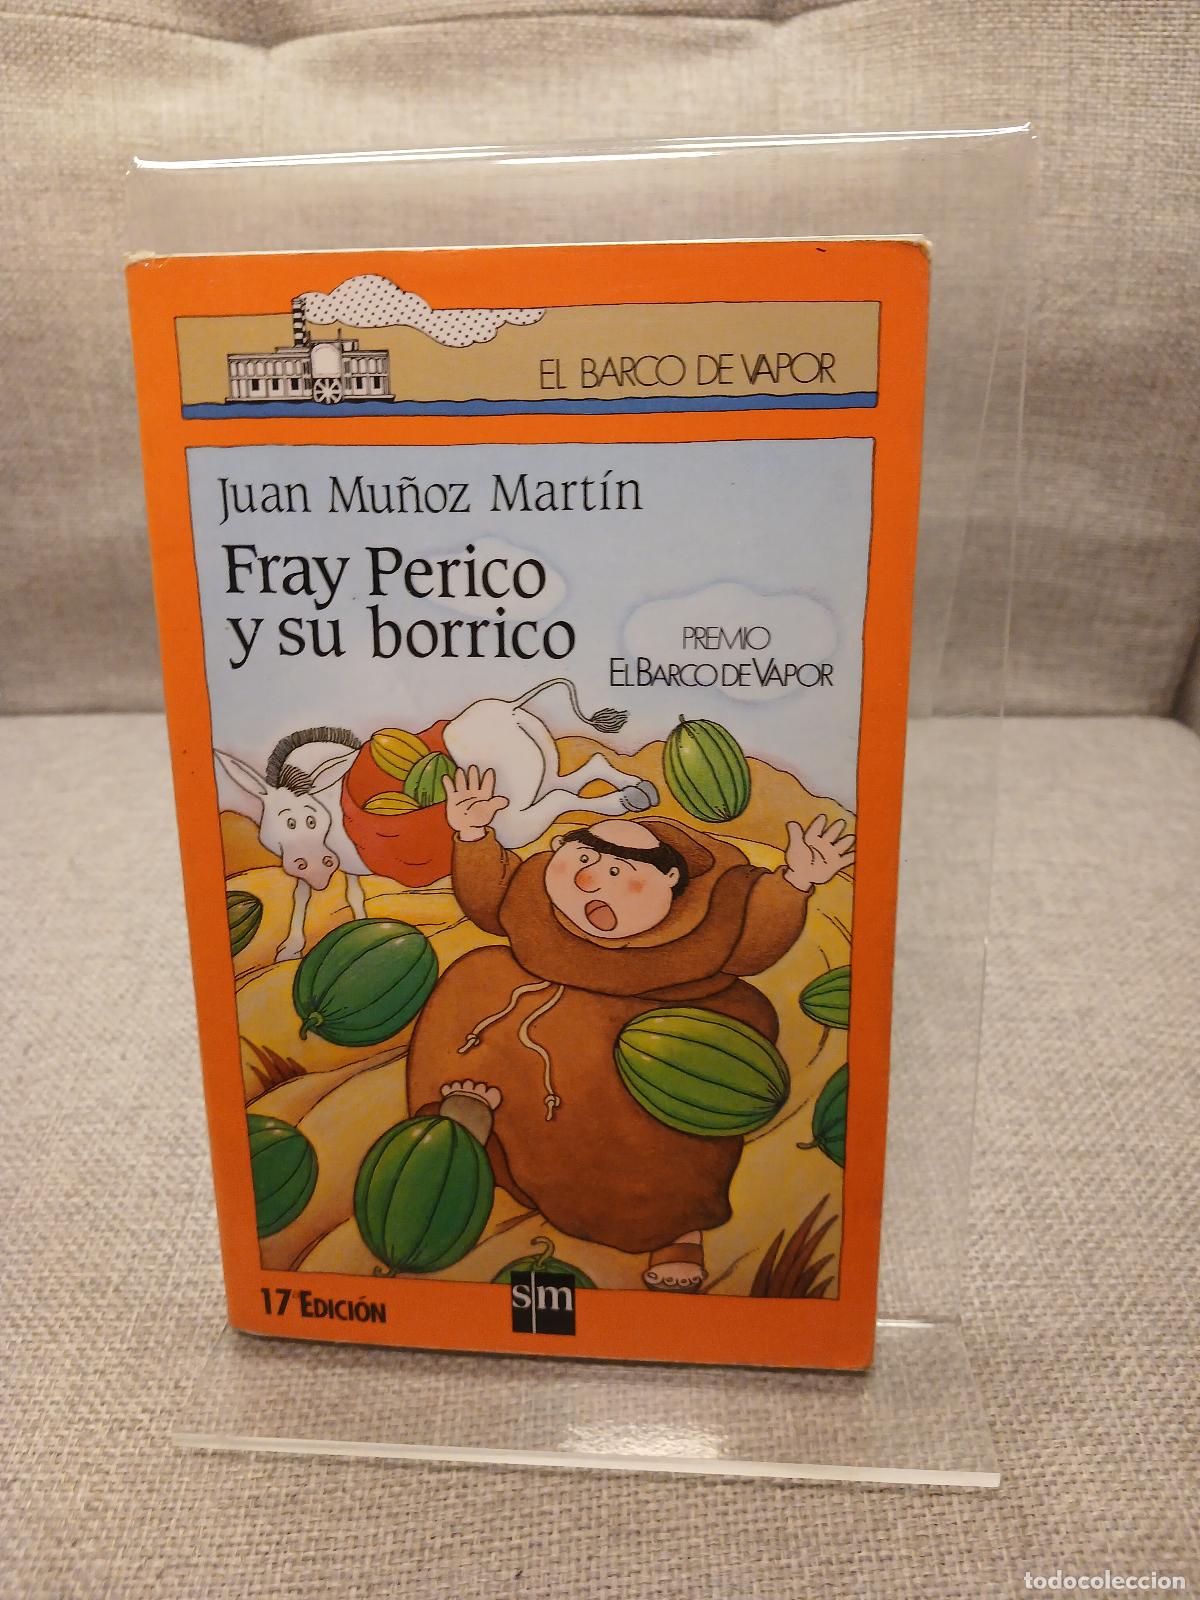 EL BARCO DE VAPOR
Juan Muñoz Martín
Fray Perico
y su borrico
PREMIO
EL BARCO DE VAPOR
17ª EDICIÓN
sm
todocoleccion